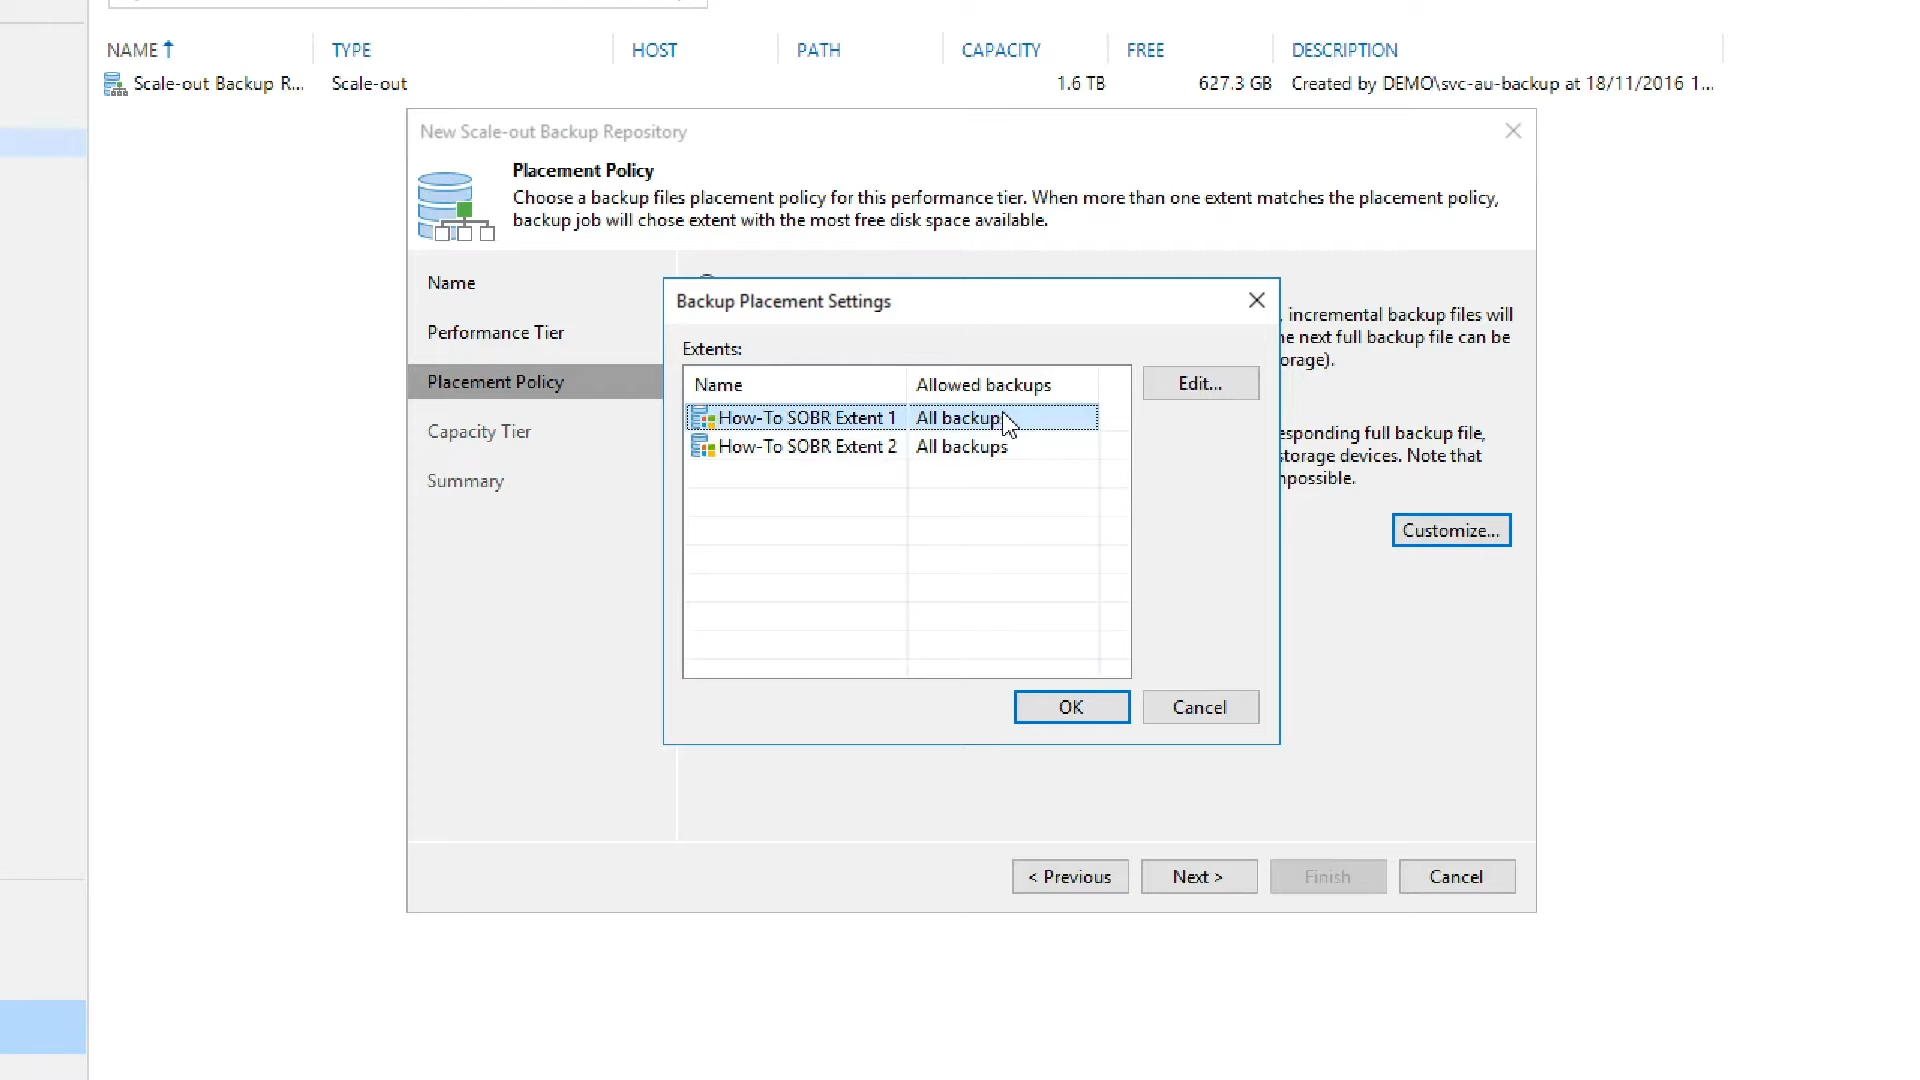 NAME TYPE HOST PATH CAPACITY FREE DESCRIPTION
Scale-out Backup R... Scale-out 1.6 TB 627.3 GB Created by DEMO\svc-au-backup at 18/11/2016 1...
New Scale-out Backup Repository
Placement Policy
Choose a backup files placement policy for this performance tier. When more than one extent matches the placement policy,
backup job will chose extent with the most free disk space available.
Name
Performance Tier
Placement Policy
Capacity Tier
Summary
Backup Placement Settings
Extents:
Name Allowed backups
How-To SOBR Extent 1 All backups
How-To SOBR Extent 2 All backups
Edit...
OK Cancel
, incremental backup files will
next full backup file can be
full backup file,
storage devices. Note that
Customize...
< Previous Next > Finish Cancel